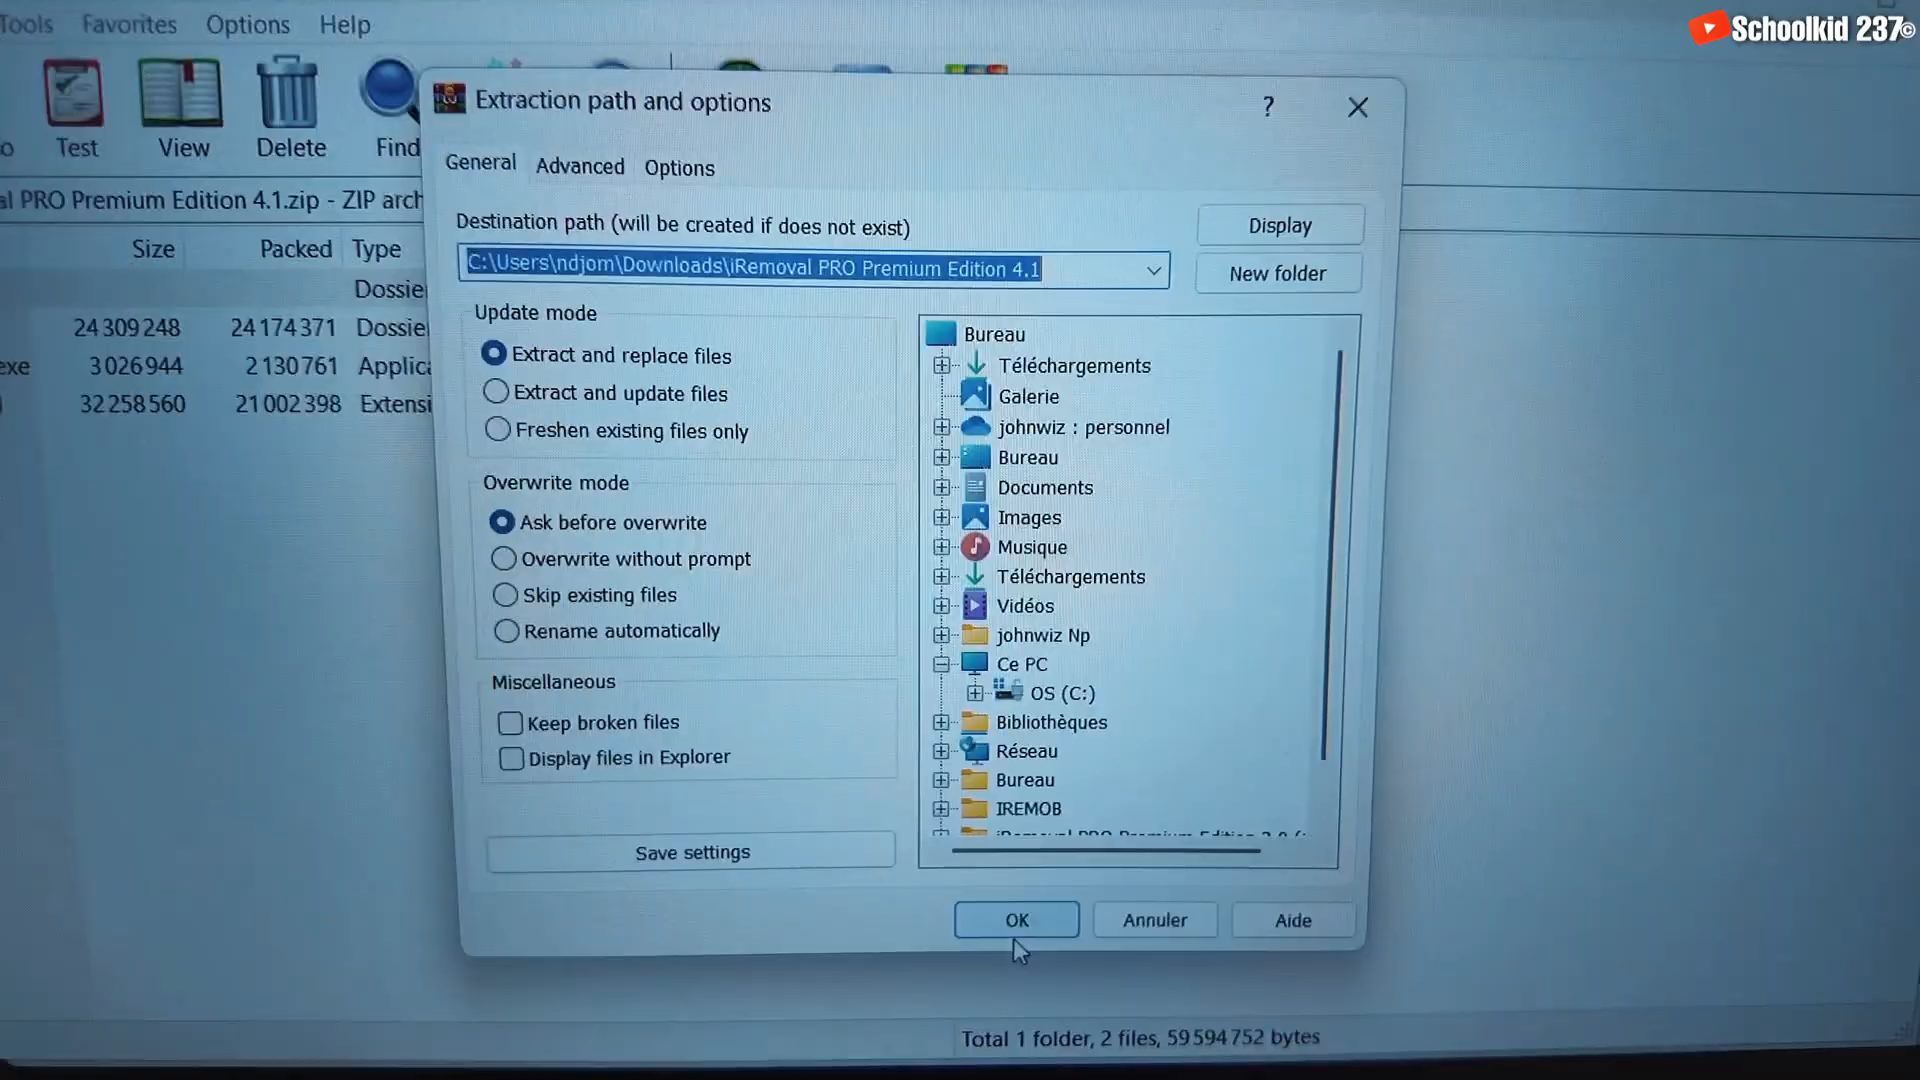 Tools Favorites Options Help
Schoolkid 237©
Test View Delete Find
al PRO Premium Edition 4.1.zip - ZIP arch
Size Packed Type
Dossie
24 309 248 24 174 371 Dossie
exe 3 026 944 2 130 761 Applica
32 258 560 21 002 398 Extensi
Extraction path and options
?
General Advanced Options
Destination path (will be created if does not exist)
C:\Users\ndjom\Downloads\iRemoval PRO Premium Edition 4.1
Display
New folder
Update mode
Extract and replace files
Extract and update files
Freshen existing files only
Overwrite mode
Ask before overwrite
Overwrite without prompt
Skip existing files
Rename automatically
Miscellaneous
Keep broken files
Display files in Explorer
Save settings
Bureau
Téléchargements
Galerie
johnwiz : personnel
Bureau
Documents
Images
Musique
Téléchargements
Vidéos
johnwiz Np
Ce PC
OS (C:)
Bibliothèques
Réseau
Bureau
IREMOB
OK Annuler Aide
Total 1 folder, 2 files, 59 594 752 bytes